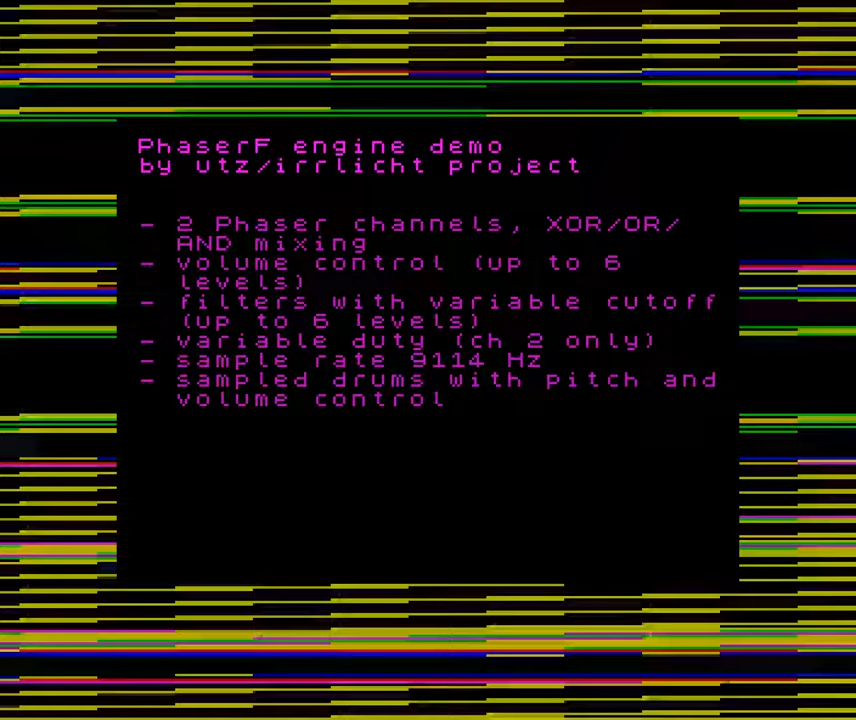 PhaserF engine demo
by utz/irrlicht project
- 2 Phaser channels, XOR/OR/
AND mixing
- volume control (up to 6
levels)
- filters with variable cutoff
(up to 6 levels)
- variable duty (ch 2 only)
- sample rate 9114 Hz
- sampled drums with pitch and
volume control